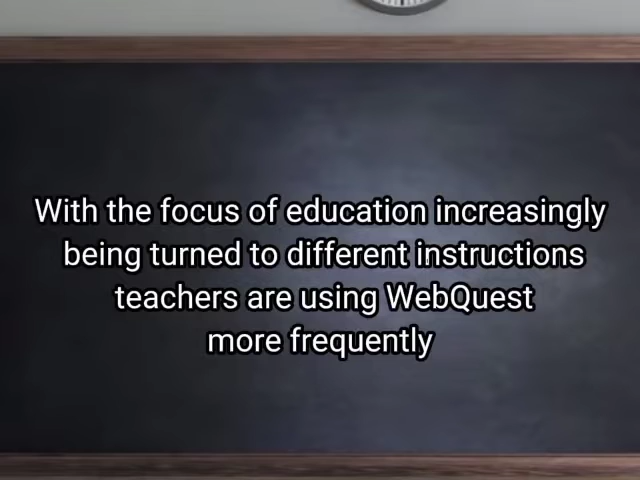 With the focus of education increasingly
being turned to different instructions
teachers are using WebQuest
more frequently